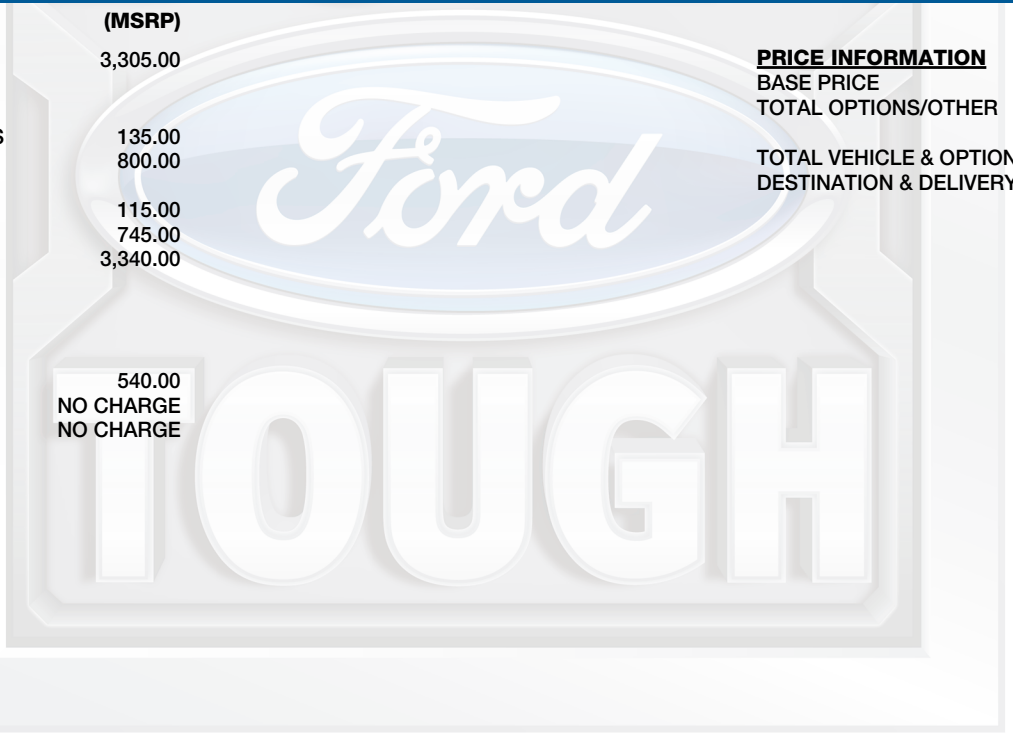 (MSRP)
3,305.00
S
135.00
800.00
115.00
745.00
3,340.00
540.00
NO CHARGE
NO CHARGE
PRICE INFORMATION
BASE PRICE
TOTAL OPTIONS/OTHER
TOTAL VEHICLE & OPTION
DESTINATION & DELIVERY
Ford
TOUGH